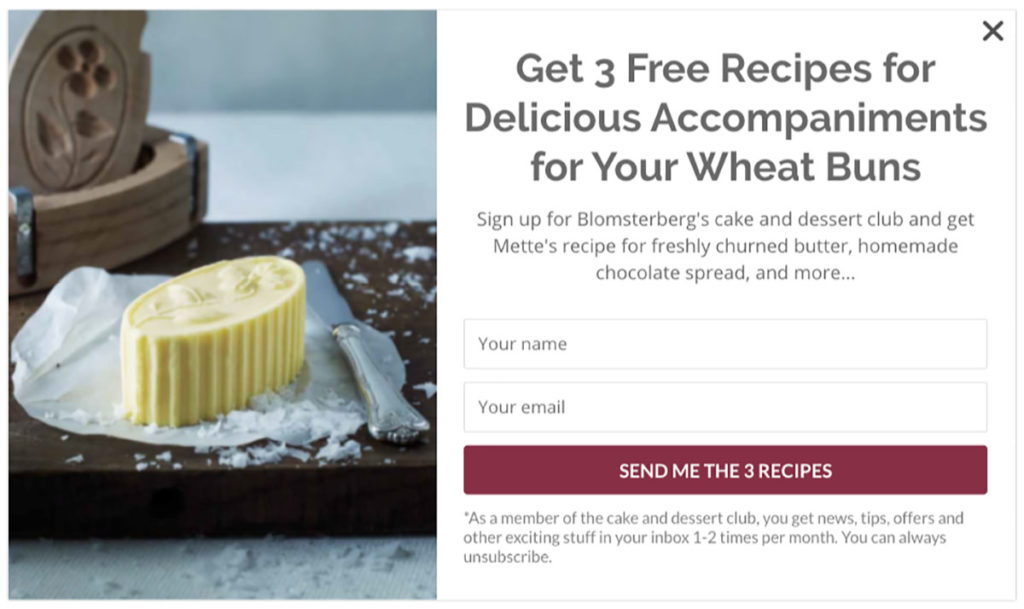 Get 3 Free Recipes for
Delicious Accompaniments
for Your Wheat Buns
Sign up for Blomsterberg's cake and dessert club and get
Mette's recipe for freshly churned butter, homemade
chocolate spread, and more...
Your name
Your email
SEND ME THE 3 RECIPES
*As a member of the cake and dessert club, you get news, tips, offers and
other exciting stuff in your inbox 1-2 times per month. You can always
unsubscribe.